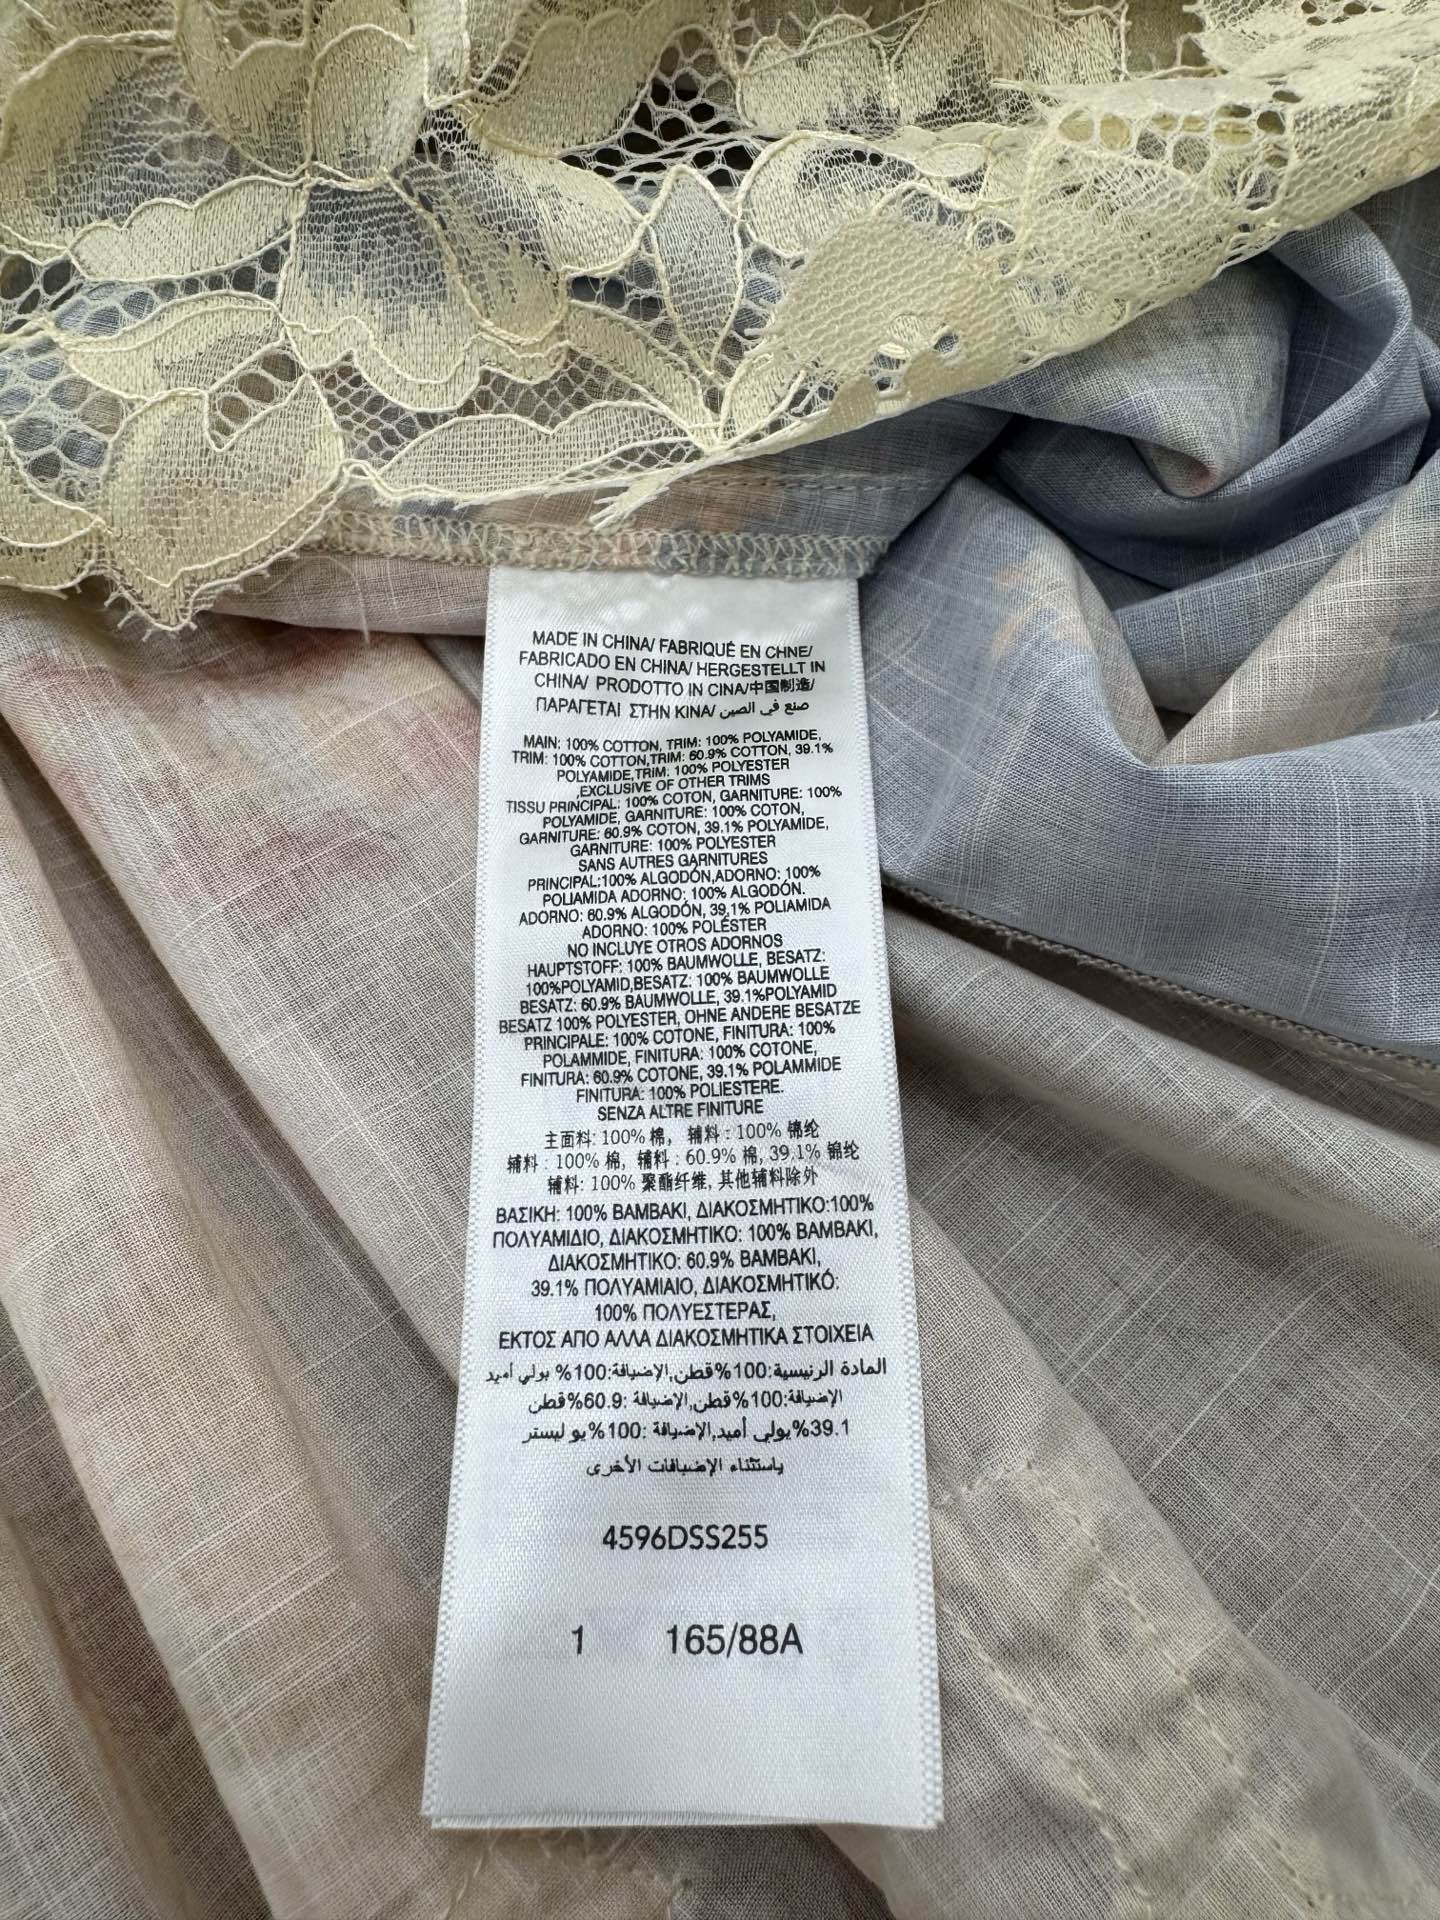 MADE IN CHINA/ FABRIQUÉ EN CHNE/
FABRICADO EN CHINA/ HERGESTELLT IN
CHINA/ PRODOTTO IN CINA/中国制造/
ΠΑΡΑΓΕΤΑΙ ΣΤΗΝ ΚΙΝΑ/ صنع في الصين
MAIN: 100% COTTON, TRIM: 100% POLYAMIDE,
TRIM: 100% COTTON,TRIM: 60.9% COTTON, 39.1%
POLYAMIDE,TRIM: 100% POLYESTER
,EXCLUSIVE OF OTHER TRIMS
TISSU PRINCIPAL: 100% COTON, GARNITURE: 100%
POLYAMIDE, GARNITURE: 100% COTON,
GARNITURE: 60.9% COTON, 39.1% POLYAMIDE,
GARNITURE: 100% POLYESTER
SANS AUTRES GARNITURES
PRINCIPAL:100% ALGODÓN,ADORNO: 100%
POLIAMIDA ADORNO: 100% ALGODÓN.
ADORNO: 60.9% ALGODÓN, 39.1% POLIAMIDA
ADORNO: 100% POLÉSTER
NO INCLUYE OTROS ADORNOS
HAUPTSTOFF: 100% BAUMWOLLE, BESATZ:
100%POLYAMID,BESATZ: 100% BAUMWOLLE
BESATZ: 60.9% BAUMWOLLE, 39.1%POLYAMID
BESATZ 100% POLYESTER, OHNE ANDERE BESATZE
PRINCIPALE: 100% COTONE, FINITURA: 100%
POLAMMIDE, FINITURA: 100% COTONE,
FINITURA: 60.9% COTONE, 39.1% POLAMMIDE
FINITURA: 100% POLIESTERE.
SENZA ALTRE FINITURE
主面料: 100% 棉, 辅料 : 100% 锦纶
辅料 : 100% 棉, 辅料 : 60.9% 棉, 39.1% 锦纶
辅料: 100% 聚酯纤维, 其他辅料除外
ΒΑΣΙΚΗ: 100% ΒΑΜΒΑΚΙ, ΔΙΑΚΟΣΜΗΤΙΚΟ:100%
ΠΟΛΥΑΜΙΔΙΟ, ΔΙΑΚΟΣΜΗΤΙΚΟ: 100% ΒΑΜΒΑΚΙ,
ΔΙΑΚΟΣΜΗΤΙΚΟ: 60.9% ΒΑΜΒΑΚΙ,
39.1% ΠΟΛΥΑΜΙΑΙΟ, ΔΙΑΚΟΣΜΗΤΙΚΌ:
100% ΠΟΛΥΕΣΤΕΡΑΣ,
ΕΚΤΟΣ ΑΠΟ ΑΛΛΑ ΔΙΑΚΟΣΜΗΤΙΚΑ ΣΤΟΙΧΕΙΑ
المادة الرئيسية:100%قطن,الإضيافة:100% بولي أميد
الإضيافة:100%قطن,الإضيافة :60.9%قطن
39.1%يولي أميد,الإضيافة :100%يو ليستر
ياستثناء الإضيافات الأخرى
4596DSS255
1 165/88A